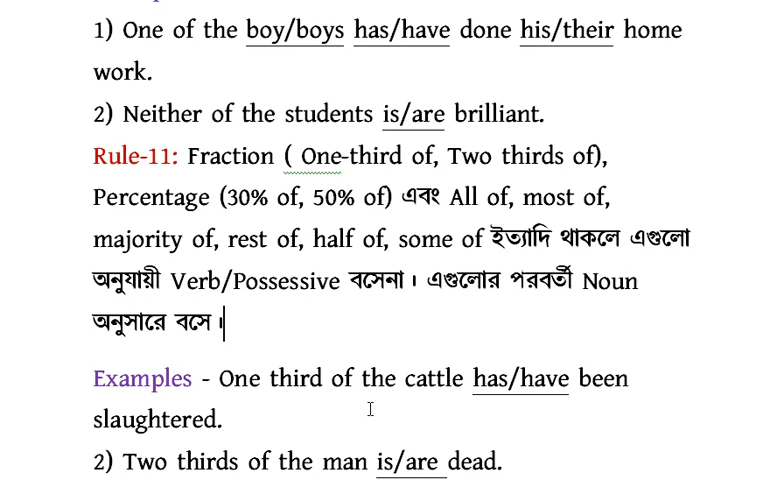 1) One of the boy/boys has/have done his/their home
work.
2) Neither of the students is/are brilliant.
Rule-11: Fraction ( One-third of, Two thirds of),
Percentage (30% of, 50% of) এবং All of, most of,
majority of, rest of, half of, some of ইত্যাদি থাকলে এগুলো
অনুযায়ী Verb/Possessive বসেনা। এগুলোর পরবর্তী Noun
অনুসারে বসে।
Examples - One third of the cattle has/have been
slaughtered.
2) Two thirds of the man is/are dead.